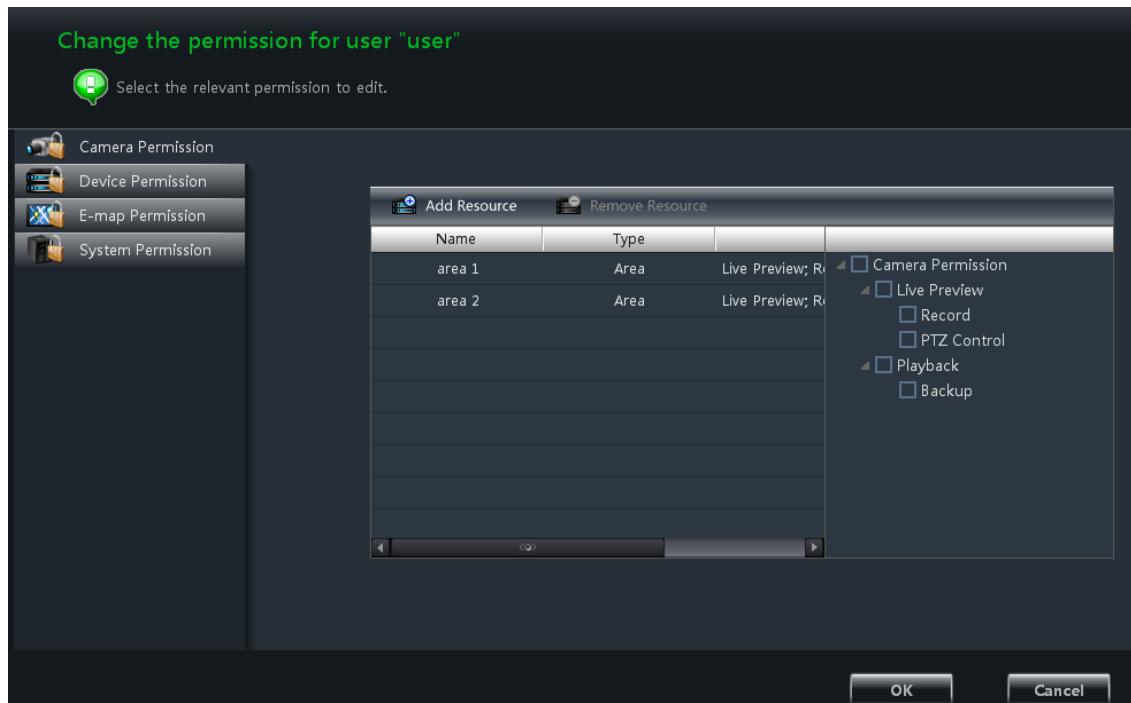 Change the permission for user "user"
Select the relevant permission to edit.
Camera Permission
Device Permission
E-map Permission
System Permission
Add Resource Remove Resource
Name Type
area 1 Area Live Preview;
area 2 Area Live Preview;
Camera Permission
Live Preview
Record
PTZ Control
Playback
Backup
OK Cancel